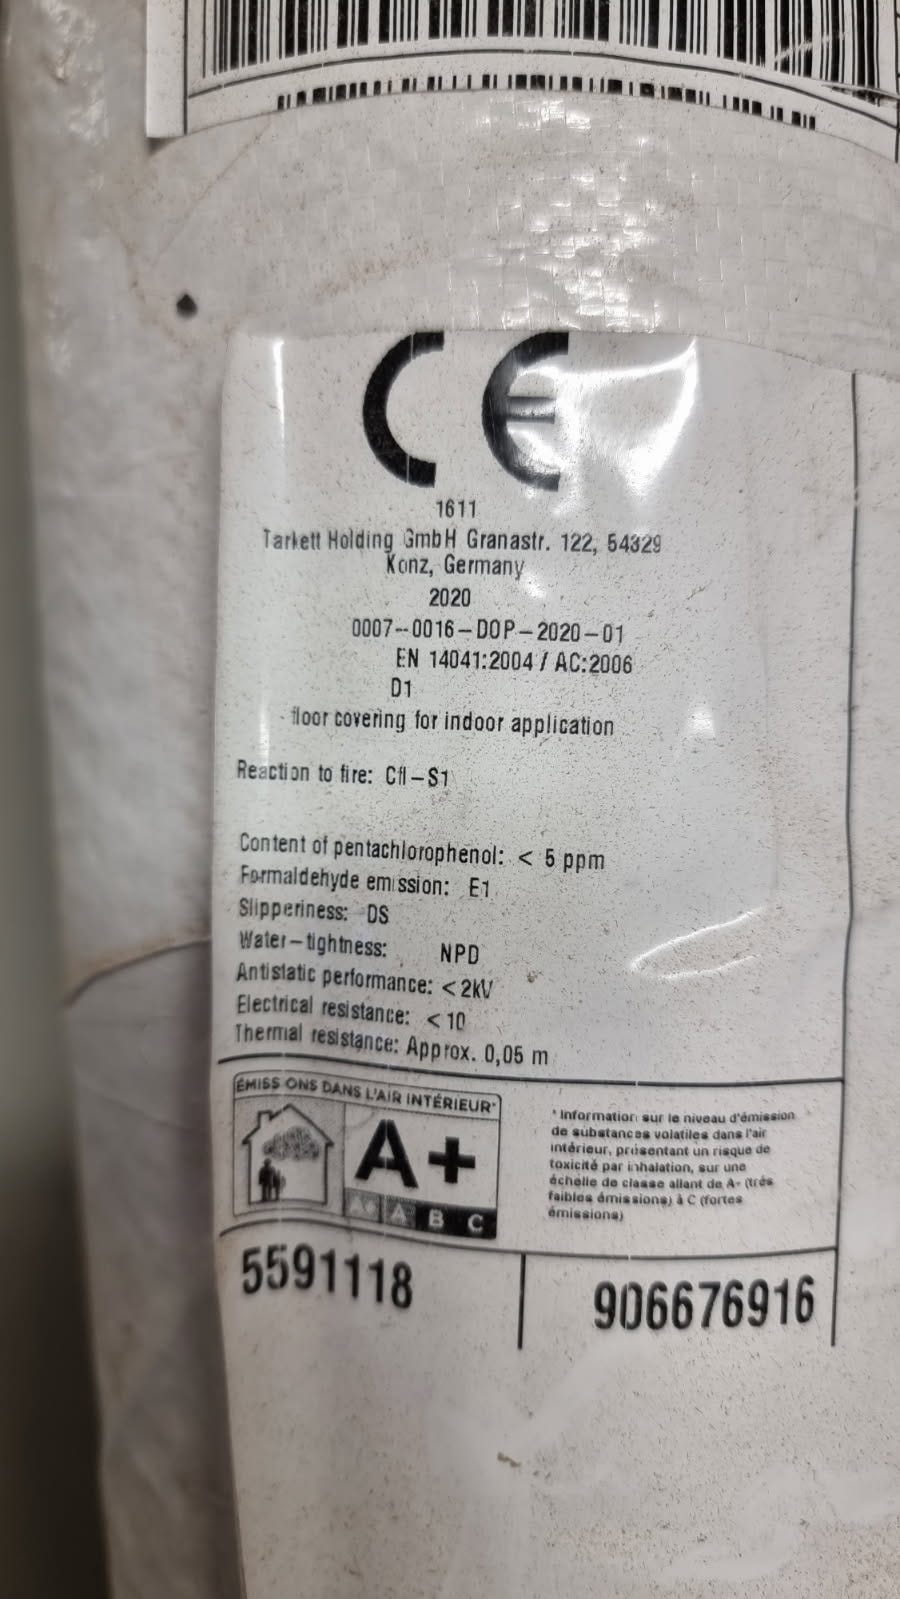 CE
1611
Tarkett Holding GmbH Granastr. 122, 54329
Konz, Germany
2020
0007--0016-DOP-2020-01
EN 14041:2004 / AC:2006
D1
floor covering for indoor application
Reaction to fire: Cfl-S1
Content of pentachlorophenol: < 5 ppm
Formaldehyde emission: E1
Slipperiness: DS
Water-tightness: NPD
Antistatic performance: <2kV
Electrical resistance: <10
Thermal resistance: Approx. 0,05 m
ÉMISSIONS DANS L'AIR INTÉRIEUR*
A+
A+ A B C
* Information sur le niveau d'émission
de substances volatiles dans l'air
intérieur, présentant un risque de
toxicité par inhalation, sur une
échelle de classe allant de A+ (très
faibles émissions) à C (fortes
émissions)
5591118
906676916